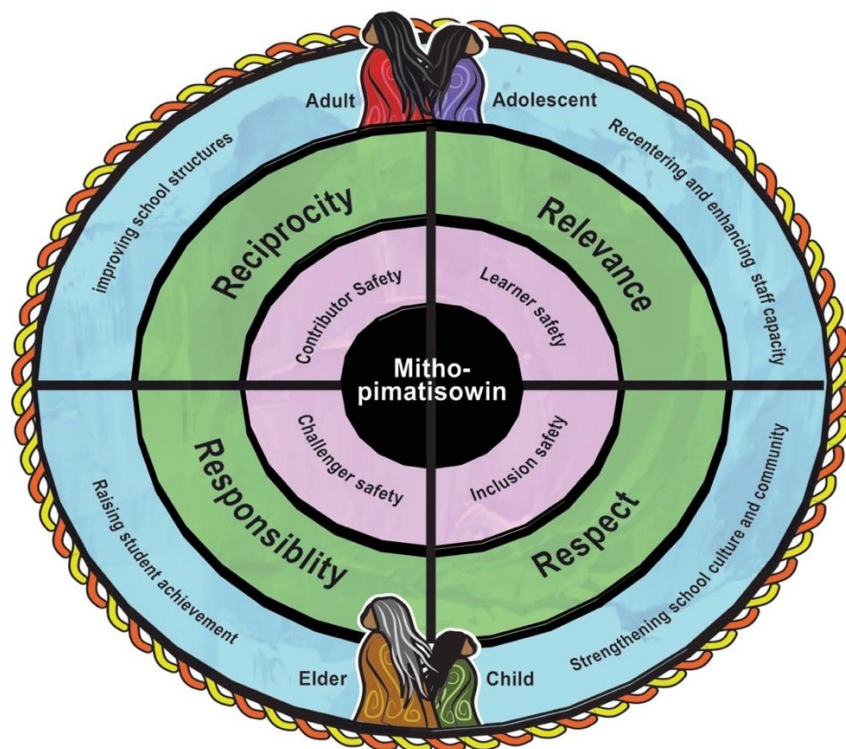 Adult
Adolescent
improving school structures
Recentering and enhancing staff capacity
Reciprocity
Relevance
Contributor Safety
Learner safety
Mitho-
pimatisowin
Challenger safety
Inclusion safety
Responsiblity
Respect
Raising student achievement
Strengthening school culture and community
Elder
Child